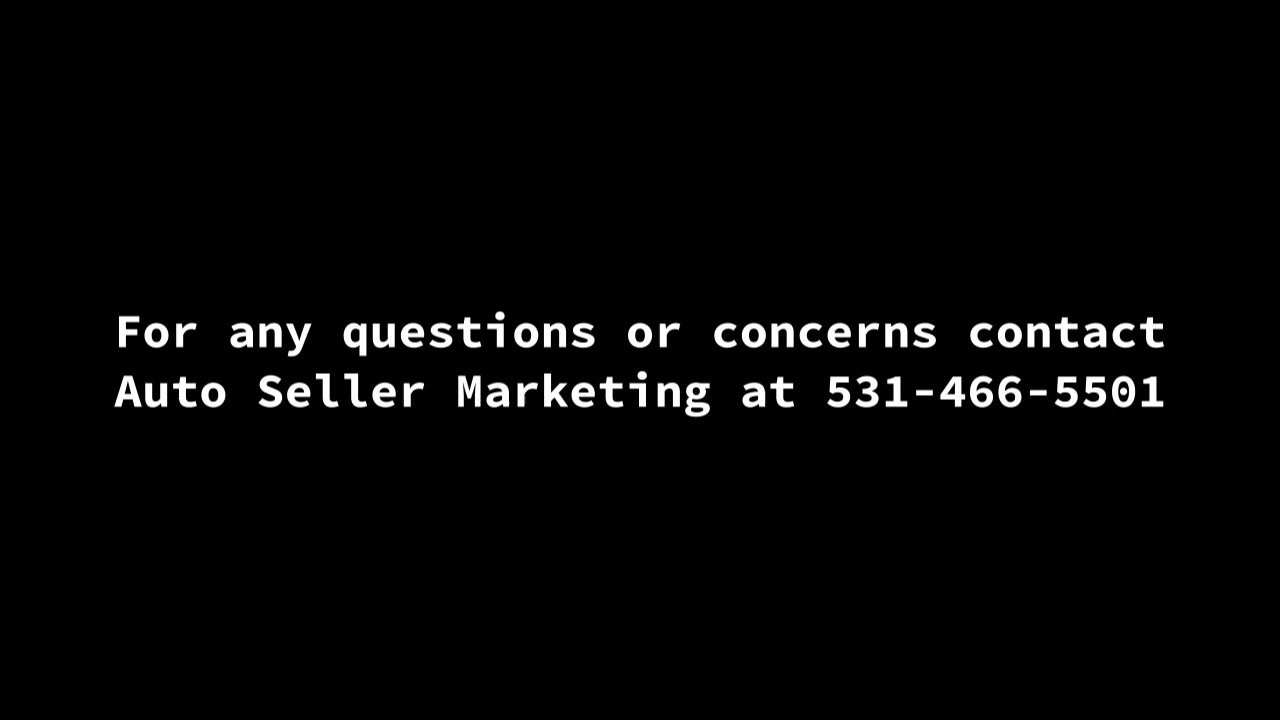 For any questions or concerns contact
Auto Seller Marketing at 531-466-5501